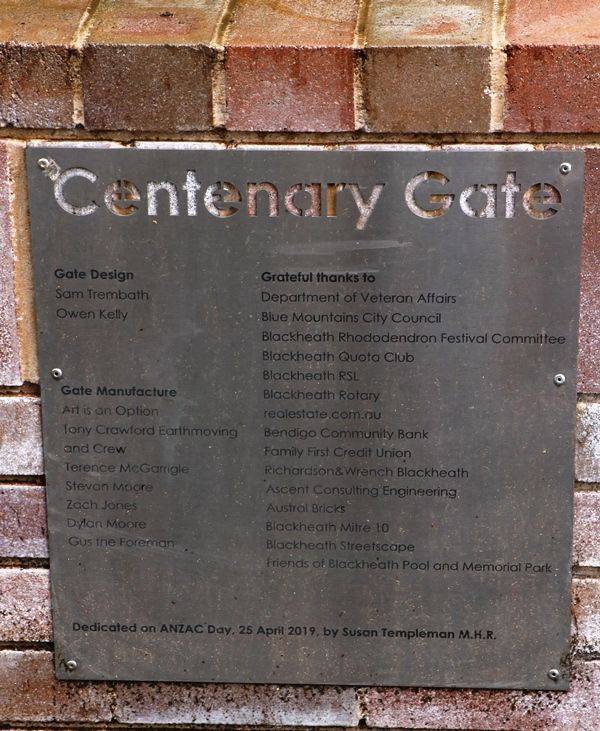 Centenary Gate
Gate Design
Sam Trembath
Owen Kelly
Gate Manufacture
Art is an Option
Tony Crawford Earthmoving
and Crew
Terence McGarrigle
Stevan Moore
Zach Jones
Dylan Moore
Gus the Foreman
Grateful thanks to
Department of Veteran Affairs
Blue Mountains City Council
Blackheath Rhododendron Festival Committee
Blackheath Quota Club
Blackheath RSL
Blackheath Rotary
realestate.com.au
Bendigo Community Bank
Family First Credit Union
Richardson&Wrench Blackheath
Ascent Consulting Engineering
Austral Bricks
Blackheath Mitre 10
Blackheath Streetscape
Friends of Blackheath Pool and Memorial Park
Dedicated on ANZAC Day, 25 April 2019, by Susan Templeman M.H.R.